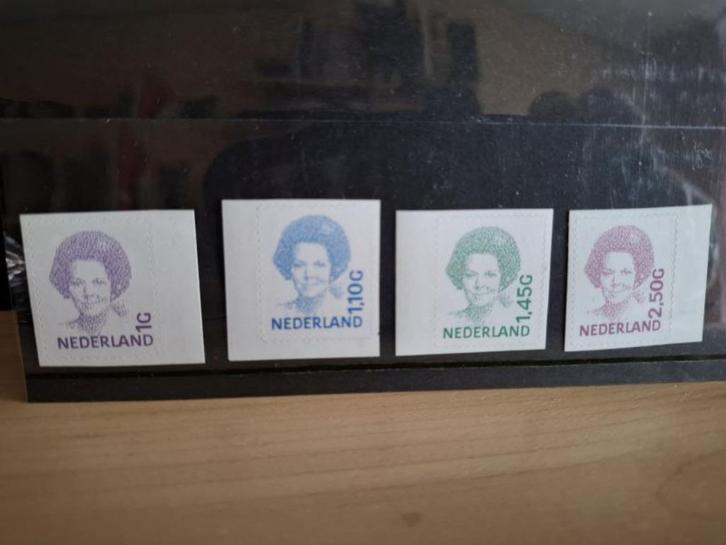 NEDERLAND 1G
NEDERLAND 1,10G
NEDERLAND 1,45G
NEDERLAND 2,50G